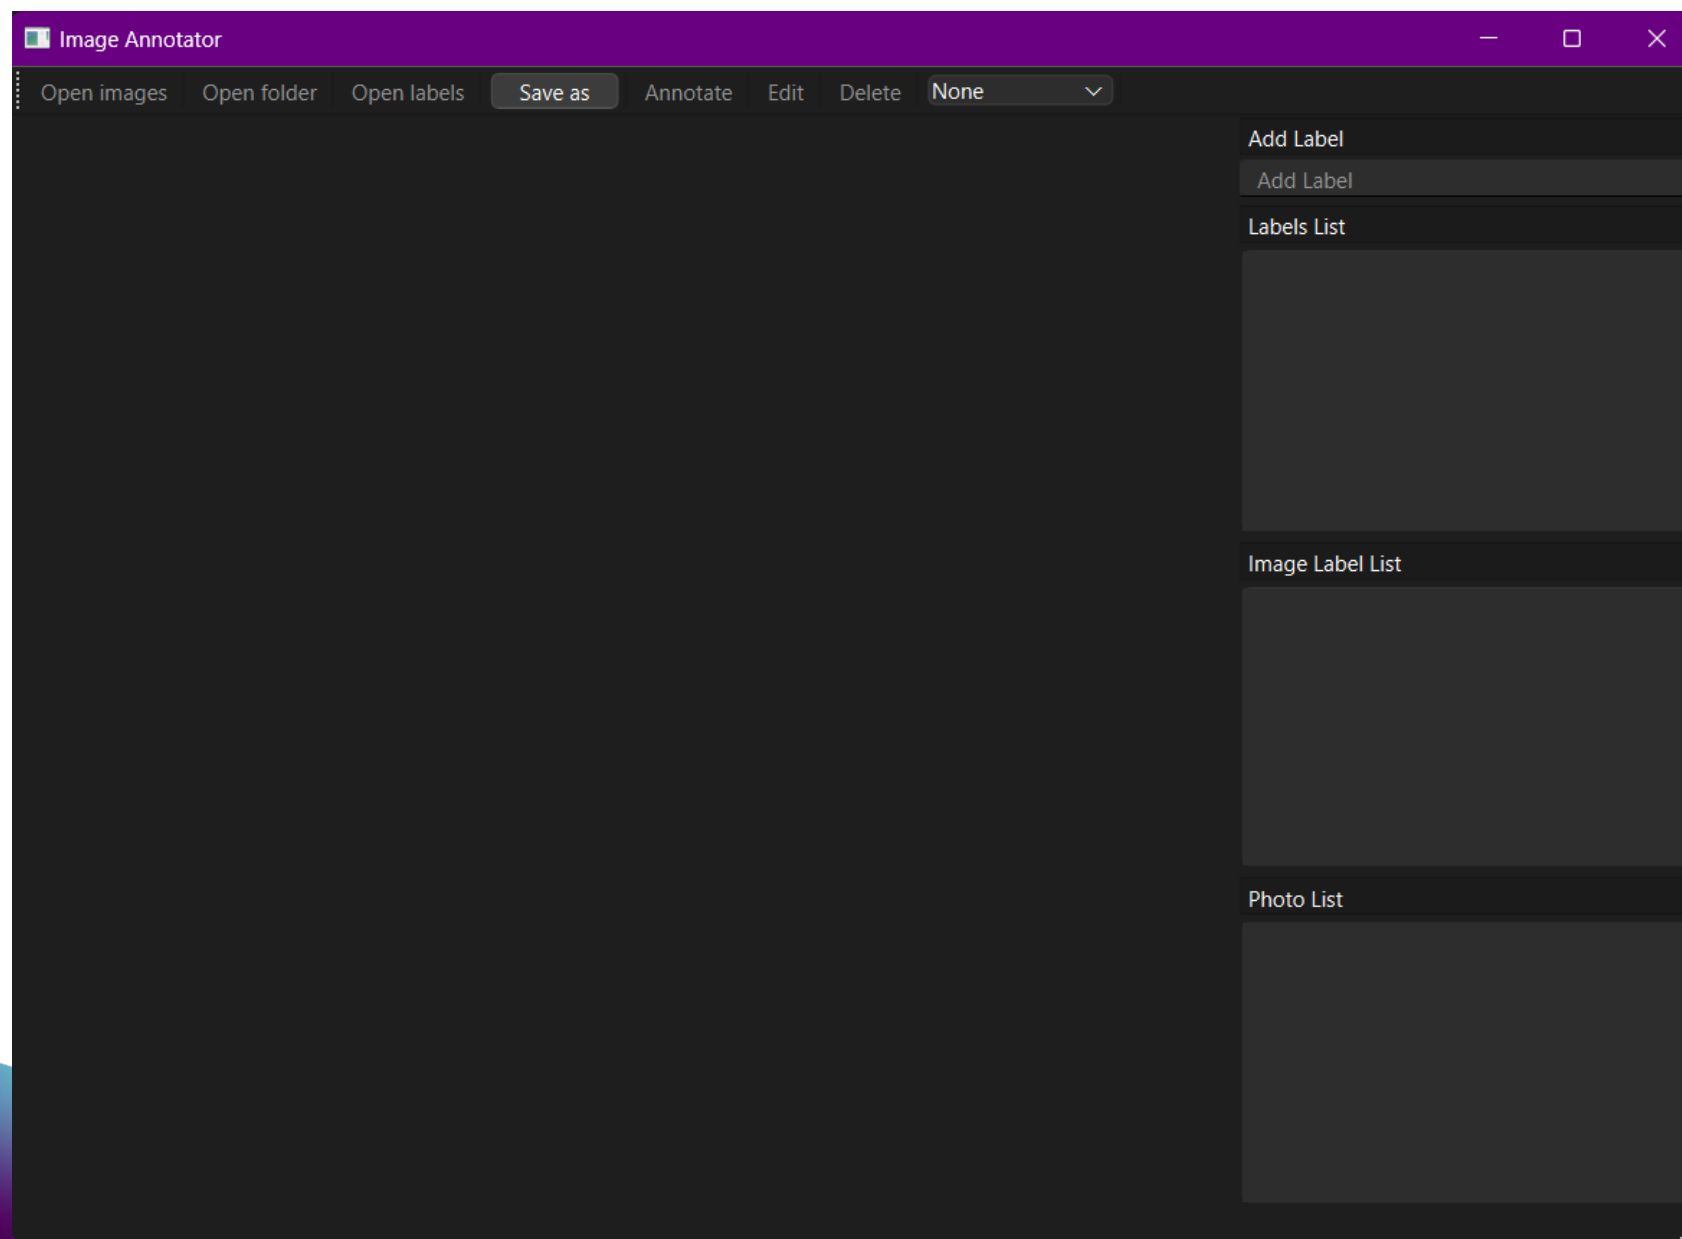 Image Annotator
Open images Open folder Open labels Save as Annotate Edit Delete None
Add Label
Add Label
Labels List
Image Label List
Photo List